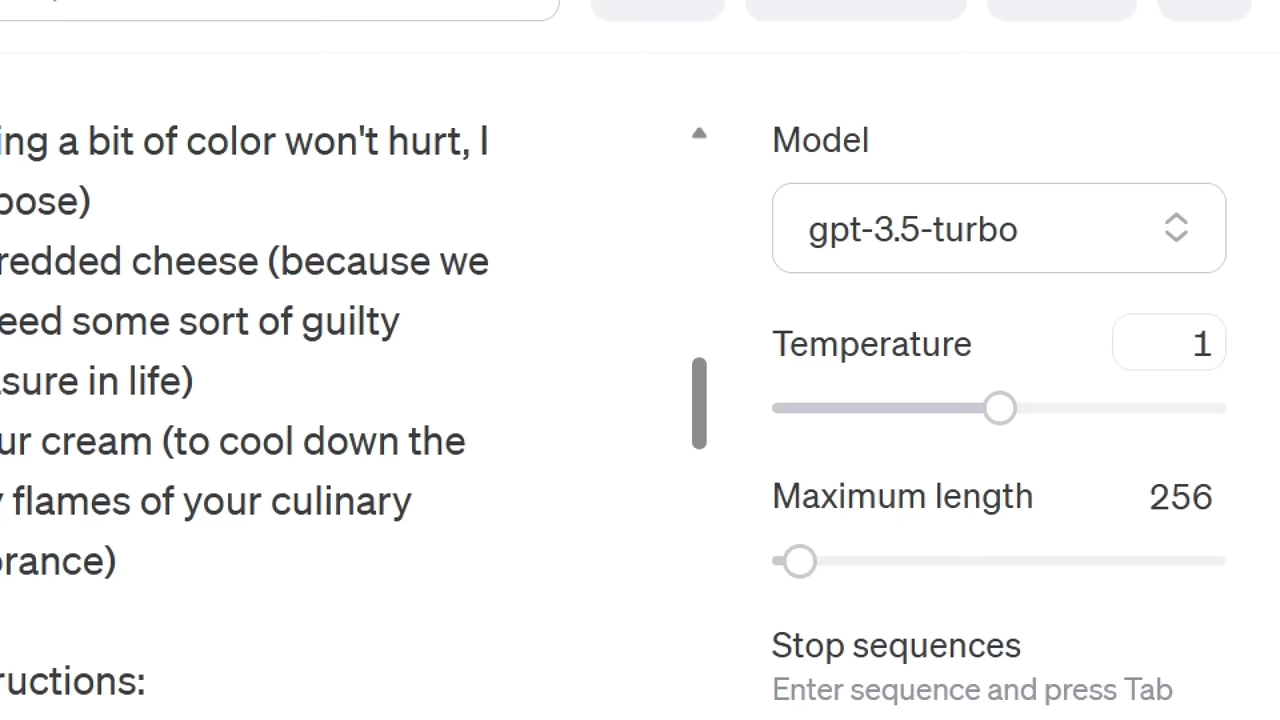 ing a bit of color won't hurt, I
pose)
redded cheese (because we
eed some sort of guilty
sure in life)
ur cream (to cool down the
flames of your culinary
orance)
ructions:
Model
gpt-3.5-turbo
Temperature 1
Maximum length 256
Stop sequences
Enter sequence and press Tab